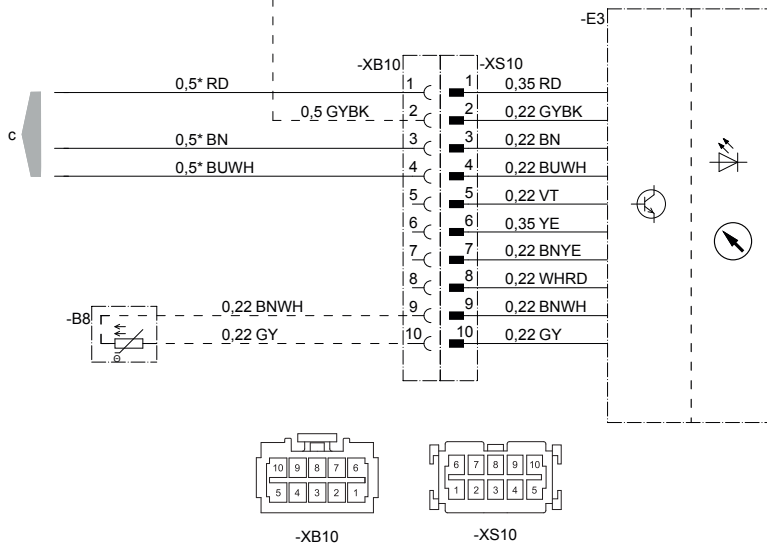 -E3
-XB10 -XS10
0,5* RD 1 1 0,35 RD
0,5 GYBK 2 2 0,22 GYBK
c
0,5* BN 3 3 0,22 BN
0,5* BUWH 4 4 0,22 BUWH
5 5 0,22 VT
6 6 0,35 YE
7 7 0,22 BNYE
8 8 0,22 WHRD
-B8 0,22 BNWH 9 9 0,22 BNWH
0,22 GY 10 10 0,22 GY
Θ
10 9 8 7 6 6 7 8 9 10
5 4 3 2 1 1 2 3 4 5
-XB10 -XS10